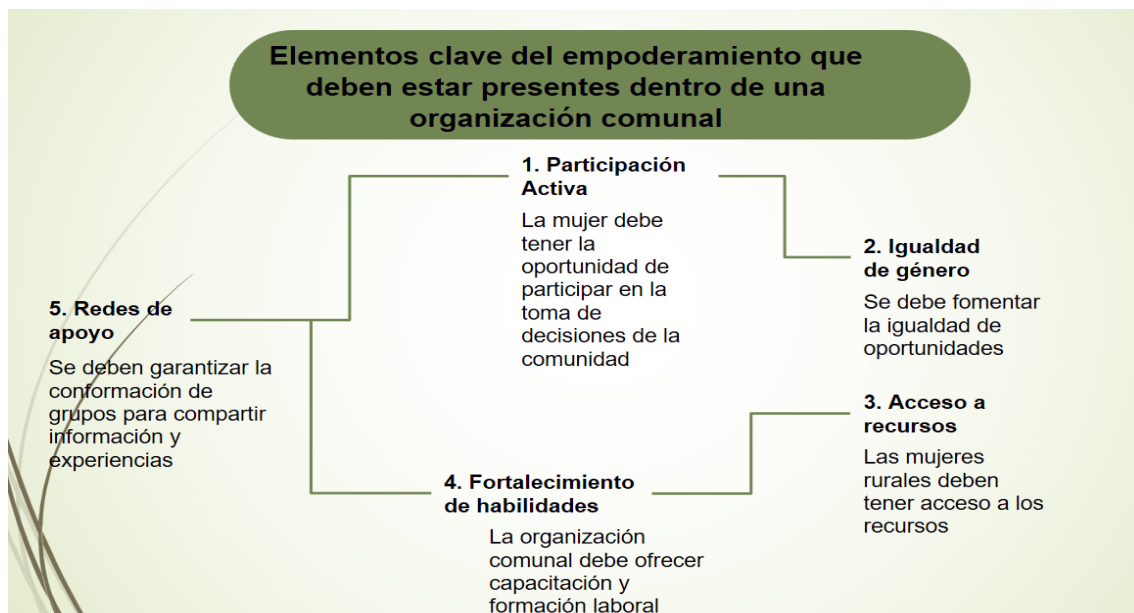 Elementos clave del empoderamiento que
deben estar presentes dentro de una
organización comunal
1. Participación
Activa
La mujer debe
tener la
oportunidad de
participar en la
toma de
decisiones de la
comunidad
2. Igualdad
de género
Se debe fomentar
la igualdad de
oportunidades
3. Acceso a
recursos
Las mujeres
rurales deben
tener acceso a los
recursos
4. Fortalecimiento
de habilidades
La organización
comunal debe ofrecer
capacitación y
formación laboral
5. Redes de
apoyo
Se deben garantizar la
conformación de
grupos para compartir
información y
experiencias